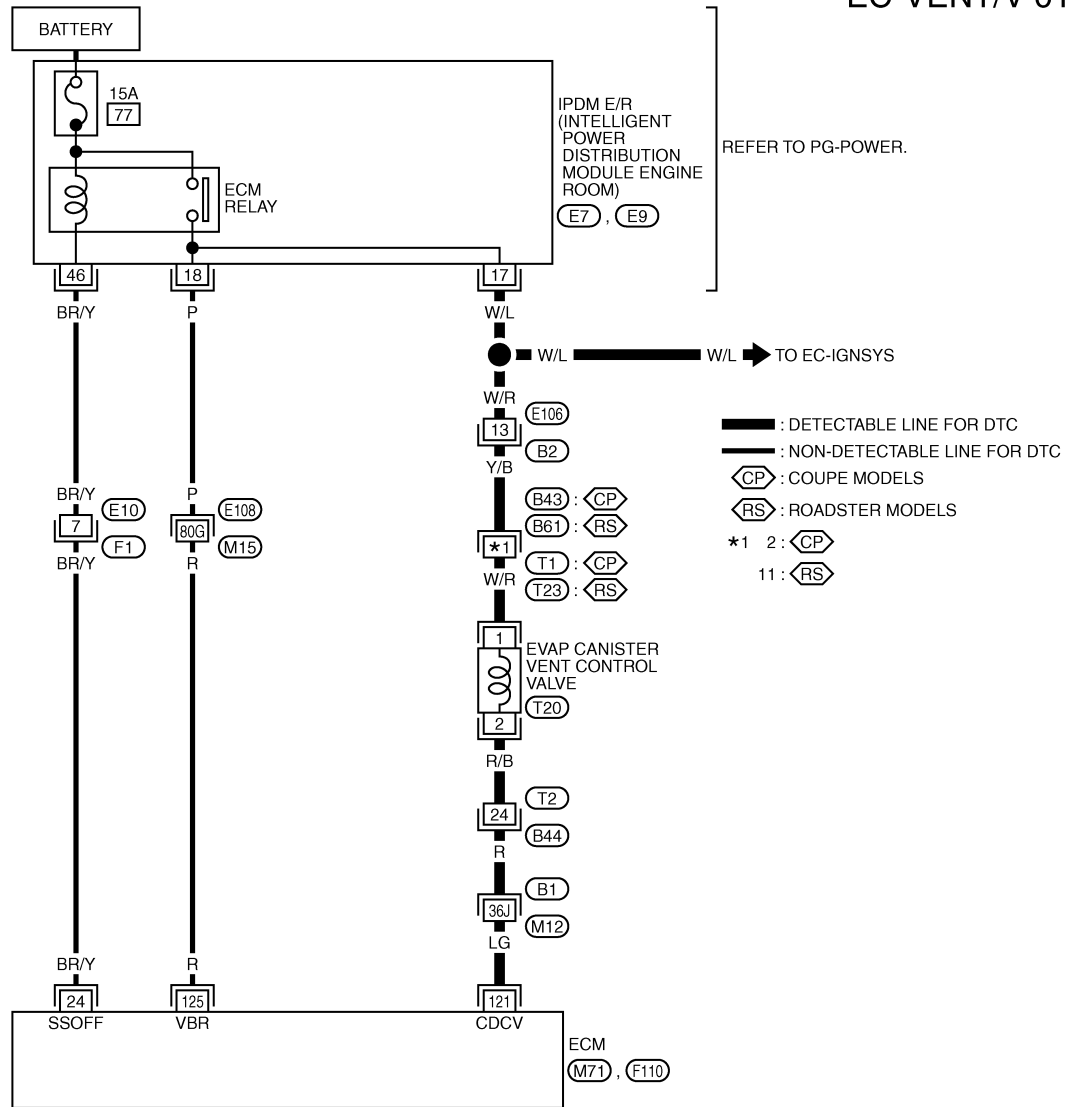 BATTERY
15A
77
ECM
RELAY
IPDM E/R
(INTELLIGENT
POWER
DISTRIBUTION
MODULE ENGINE
ROOM)
E7 , E9
REFER TO PG-POWER.
46
18
17
BR/Y
P
W/L
W/L
W/L
TO EC-IGNSYS
W/R
13
E106
B2
Y/B
: DETECTABLE LINE FOR DTC
: NON-DETECTABLE LINE FOR DTC
CP : COUPE MODELS
RS : ROADSTER MODELS
*1 2 : CP
11 : RS
BR/Y
7
E10
F1
BR/Y
P
80G
E108
M15
R
B43 : CP
B61 : RS
*1
T1 : CP
T23 : RS
W/R
1
EVAP CANISTER
VENT CONTROL
VALVE
T20
2
R/B
24
T2
B44
R
36J
B1
M12
LG
BR/Y
R
24
125
121
SSOFF
VBR
CDCV
ECM
M71 , F110